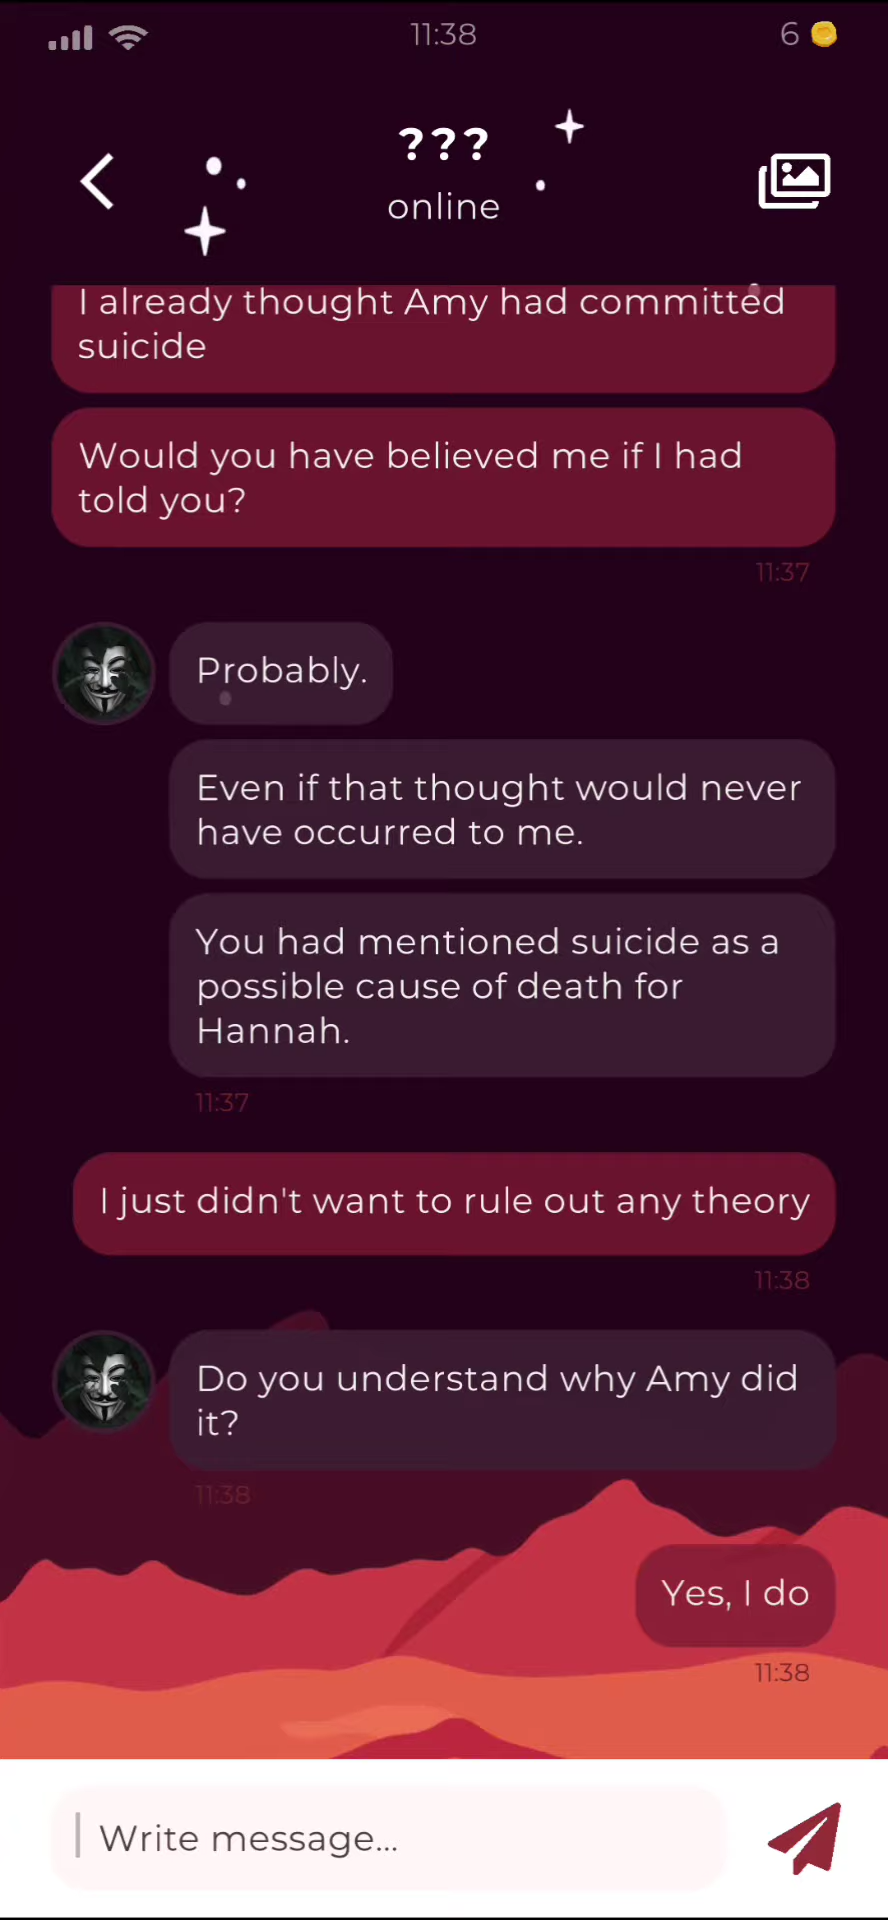 11:38
6
???
online
I already thought Amy had committed
suicide
Would you have believed me if I had
told you?
11:37
Probably.
Even if that thought would never
have occurred to me.
You had mentioned suicide as a
possible cause of death for
Hannah.
11:37
I just didn't want to rule out any theory
11:38
Do you understand why Amy did
it?
11:38
Yes, I do
11:38
Write message...